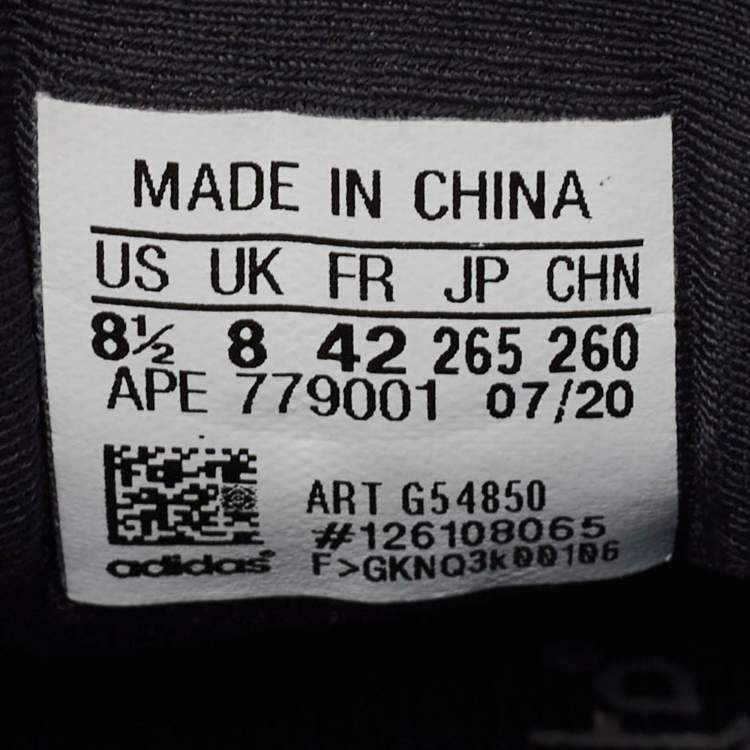 MADE IN CHINA
US UK FR JP CHN
8½ 8 42 265 260
APE 779001 07/20
ART G54850
#126108065
adidas®
F>GKNQ3k00106